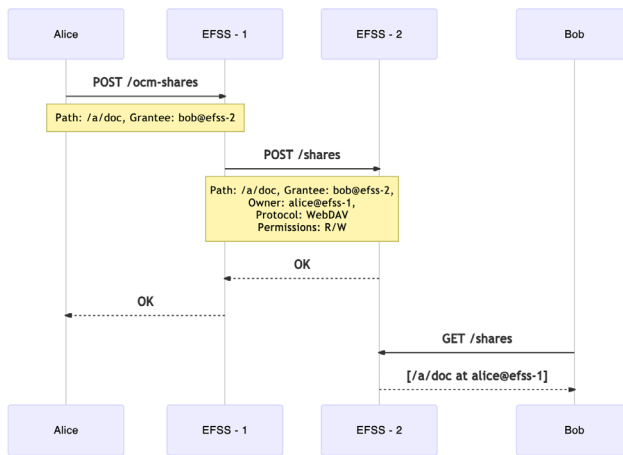 Alice
EFSS - 1
EFSS - 2
Bob
POST /ocm-shares
Path: /a/doc, Grantee: bob@efss-2
POST /shares
Path: /a/doc, Grantee: bob@efss-2,
Owner: alice@efss-1,
Protocol: WebDAV
Permissions: R/W
OK
OK
GET /shares
[/a/doc at alice@efss-1]
Alice
EFSS - 1
EFSS - 2
Bob